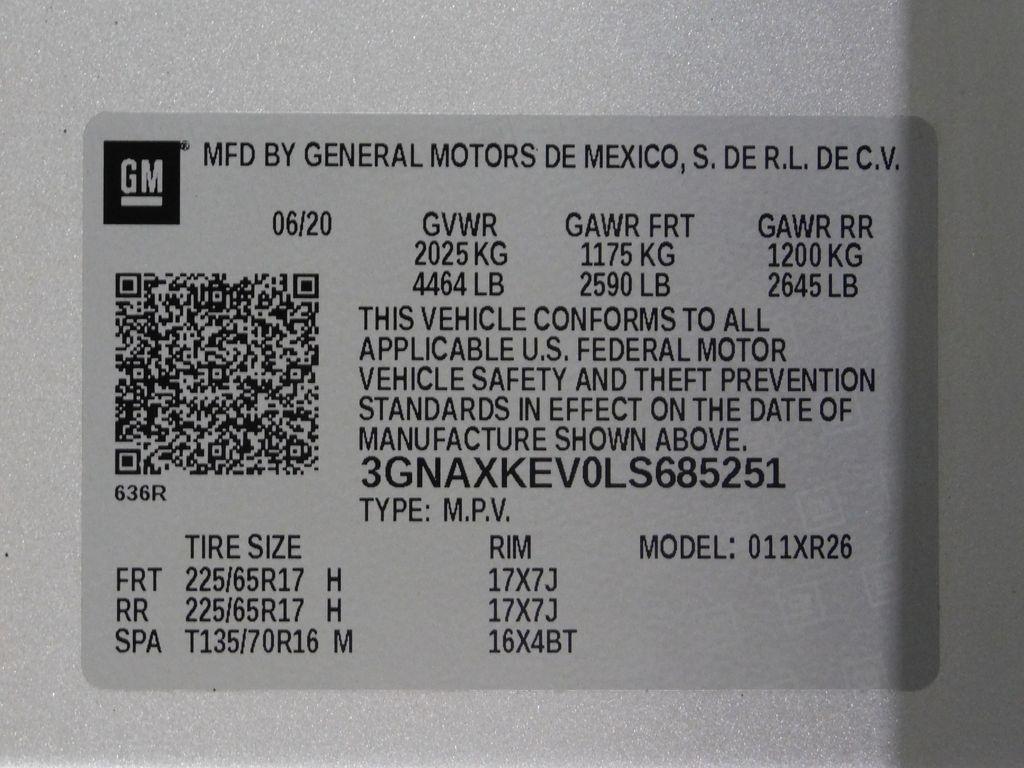 GM® MFD BY GENERAL MOTORS DE MEXICO, S. DE R.L. DE C.V.
06/20 GVWR GAWR FRT GAWR RR
2025 KG 1175 KG 1200 KG
4464 LB 2590 LB 2645 LB
THIS VEHICLE CONFORMS TO ALL
APPLICABLE U.S. FEDERAL MOTOR
VEHICLE SAFETY AND THEFT PREVENTION
STANDARDS IN EFFECT ON THE DATE OF
MANUFACTURE SHOWN ABOVE.
3GNAXKEV0LS685251
636R
TYPE: M.P.V.
TIRE SIZE RIM MODEL: 011XR26
FRT 225/65R17 H 17X7J
RR 225/65R17 H 17X7J
SPA T135/70R16 M 16X4BT